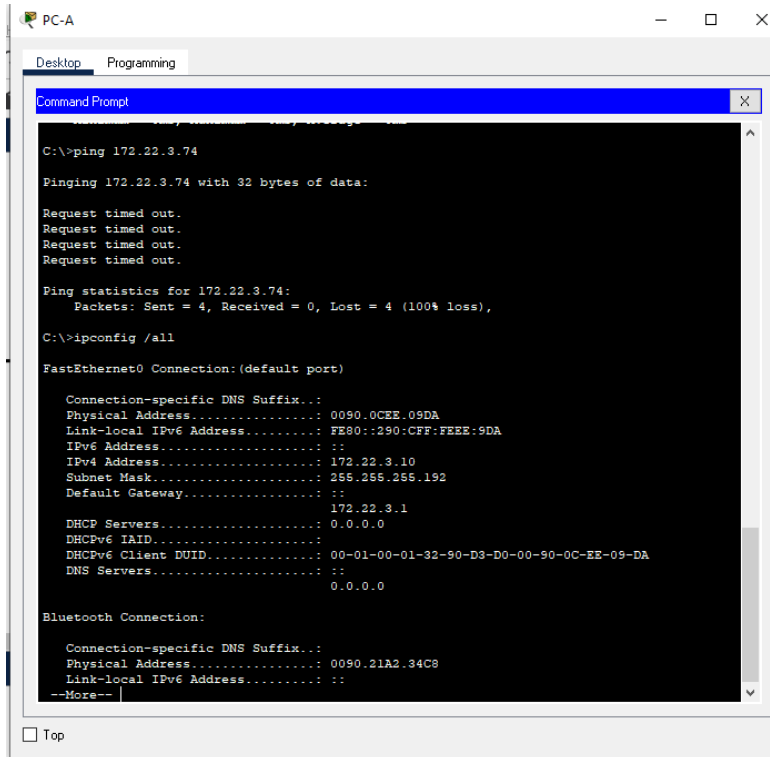 PC-A
Desktop Programming
Command Prompt X
C:\>ping 172.22.3.74
Pinging 172.22.3.74 with 32 bytes of data:
Request timed out.
Request timed out.
Request timed out.
Request timed out.
Ping statistics for 172.22.3.74:
Packets: Sent = 4, Received = 0, Lost = 4 (100% loss),
C:\>ipconfig /all
FastEthernet0 Connection:(default port)
Connection-specific DNS Suffix..:
Physical Address................: 0090.0CEE.09DA
Link-local IPv6 Address.........: FE80::290:CFF:FEEE:9DA
IPv6 Address....................: ::
IPv4 Address....................: 172.22.3.10
Subnet Mask.....................: 255.255.255.192
Default Gateway.................: ::
172.22.3.1
DHCP Servers....................: 0.0.0.0
DHCPv6 IAID.....................:
DHCPv6 Client DUID..............: 00-01-00-01-32-90-D3-D0-00-90-0C-EE-09-DA
DNS Servers.....................: ::
0.0.0.0
Bluetooth Connection:
Connection-specific DNS Suffix..:
Physical Address................: 0090.21A2.34C8
Link-local IPv6 Address.........: ::
--More--
Top